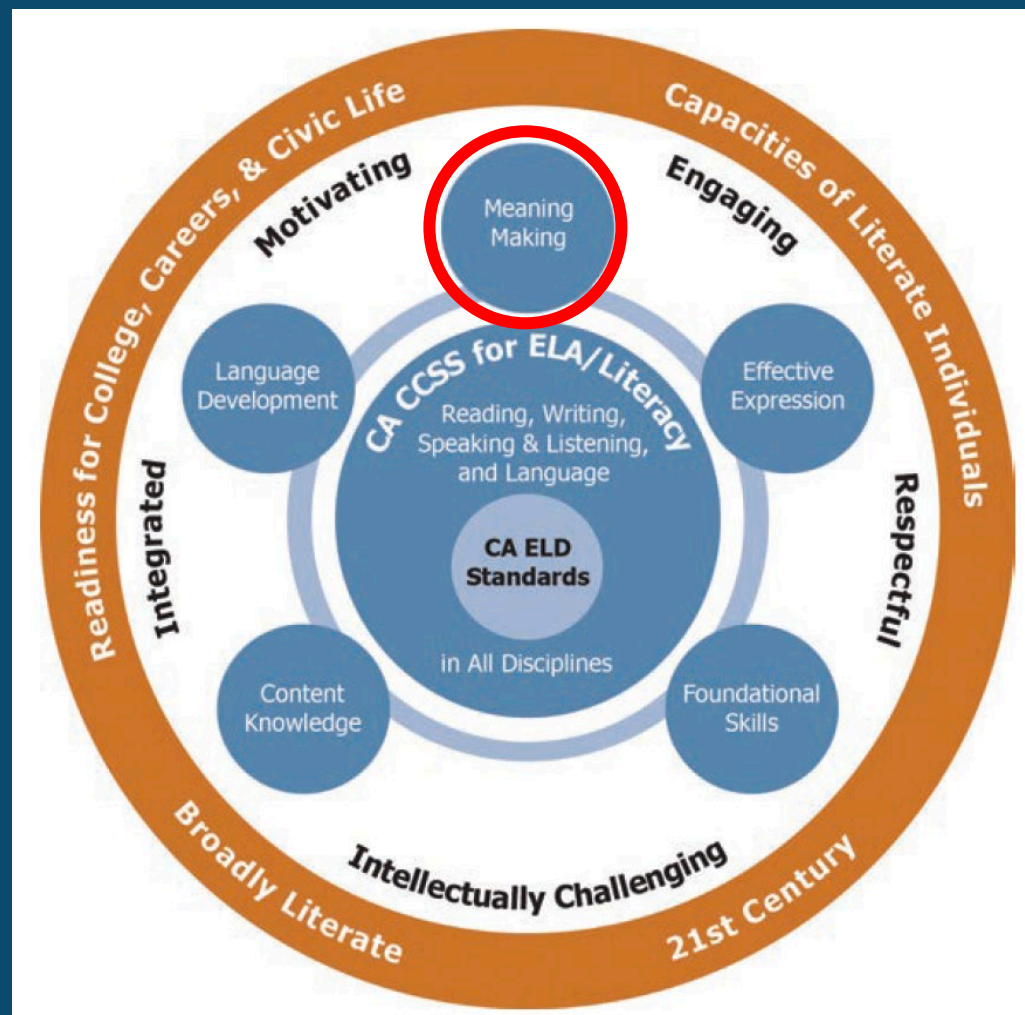 Readiness for College, Careers, & Civic Life
Capacities of Literate Individuals
Motivating
Engaging
Meaning
Making
Language
Development
Effective
Expression
CA CCSS for ELA/Literacy
Reading, Writing,
Speaking & Listening,
and Language
CA ELD
Standards
in All Disciplines
Integrated
Respectful
Content
Knowledge
Foundational
Skills
Intellectually Challenging
Broadly Literate
21st Century